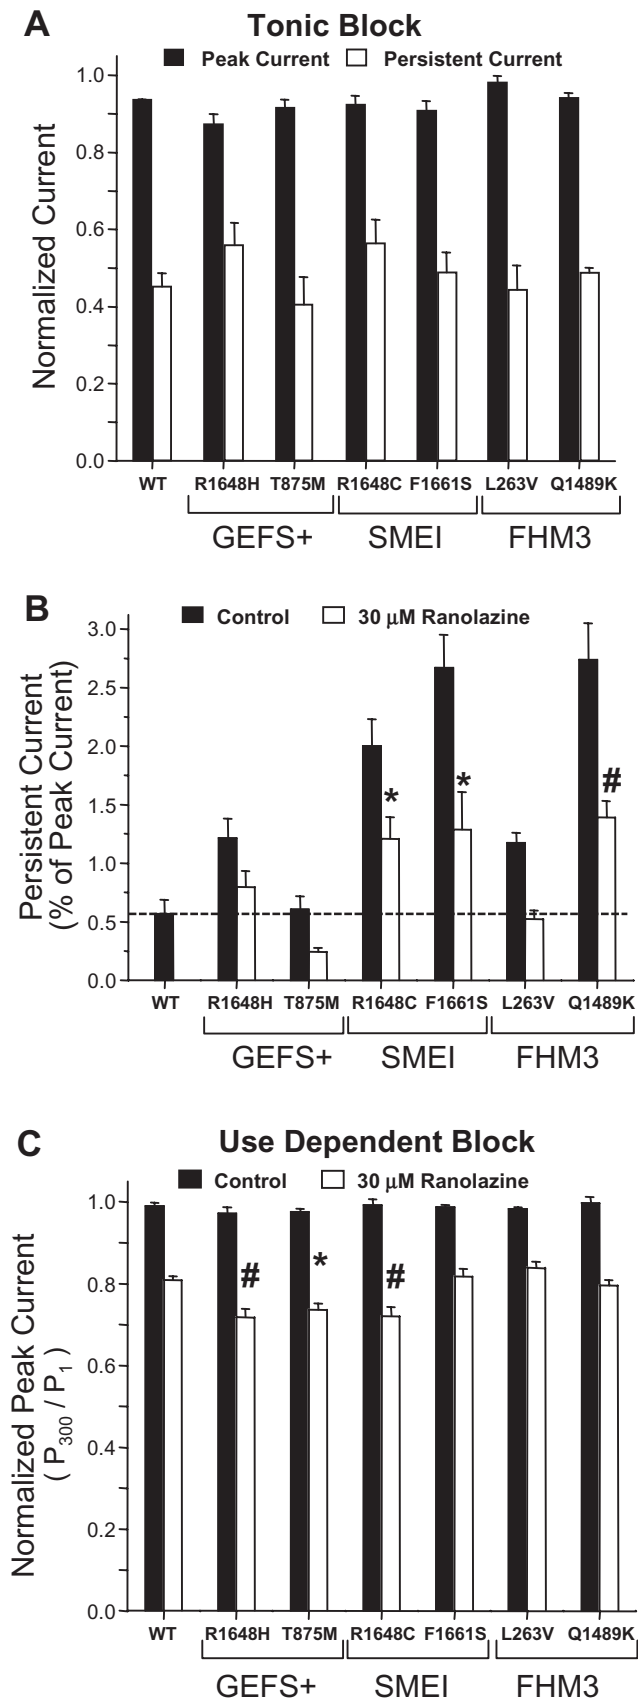 A Tonic Block
Peak Current Persistent Current
Normalized Current
1.0
0.8
0.6
0.4
0.2
0.0
WT R1648H T875M R1648C F1661S L263V Q1489K
GEFS+ SMEI FHM3
B
Control 30 μM Ranolazine
Persistent Current
(% of Peak Current)
3.0
2.5
2.0
1.5
1.0
0.5
0.0
* * #
WT R1648H T875M R1648C F1661S L263V Q1489K
GEFS+ SMEI FHM3
C Use Dependent Block
Control 30 μM Ranolazine
Normalized Peak Current
( P300 / P1 )
1.0
0.8
0.6
0.4
0.2
0.0
# * #
WT R1648H T875M R1648C F1661S L263V Q1489K
GEFS+ SMEI FHM3